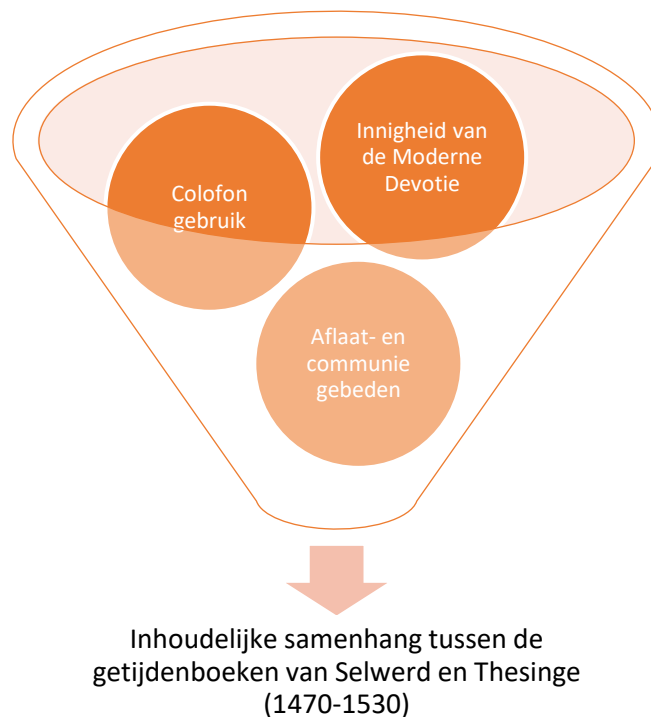 Innigheid van
de Moderne
Devotie
Colofon
gebruik
Aflaat- en
communie
gebeden
Inhoudelijke samenhang tussen de
getijdenboeken van Selwerd en Thesinge
(1470-1530)